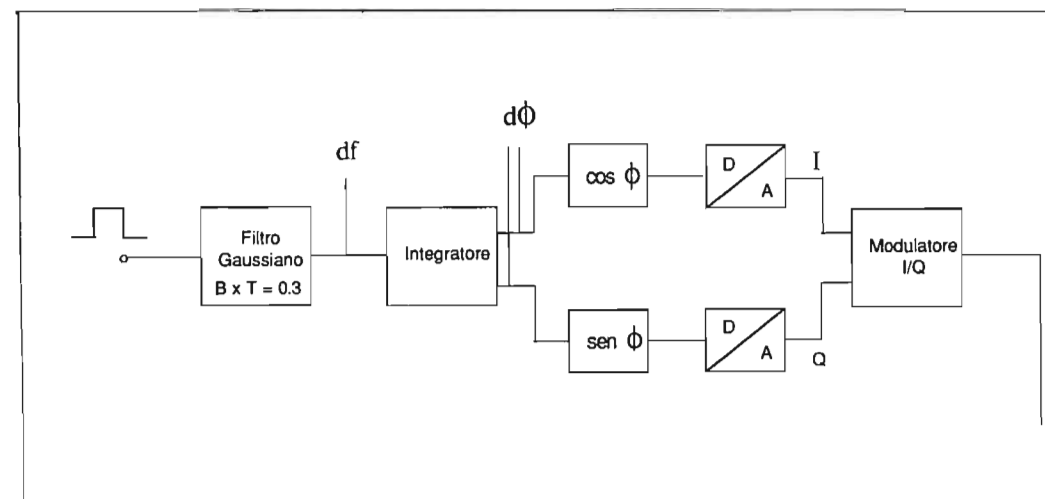 dϕ
df
Filtro
Gaussiano
B x T = 0.3
Integratore
cos ϕ
D
A
I
sen ϕ
D
A
Q
Modulatore
I/Q